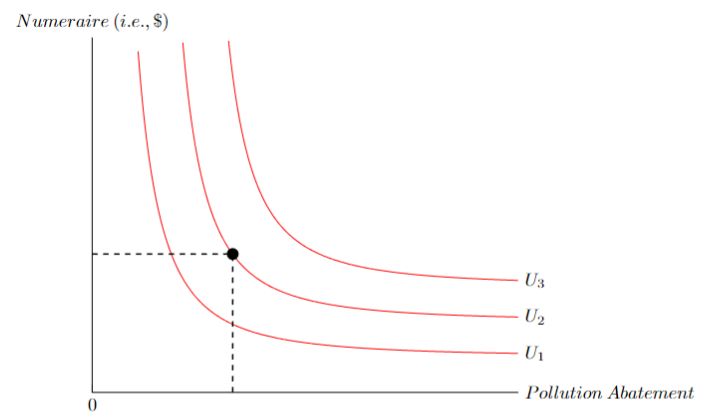 Numeraire (i.e., $)
U₃
U₂
U₁
Pollution Abatement
0